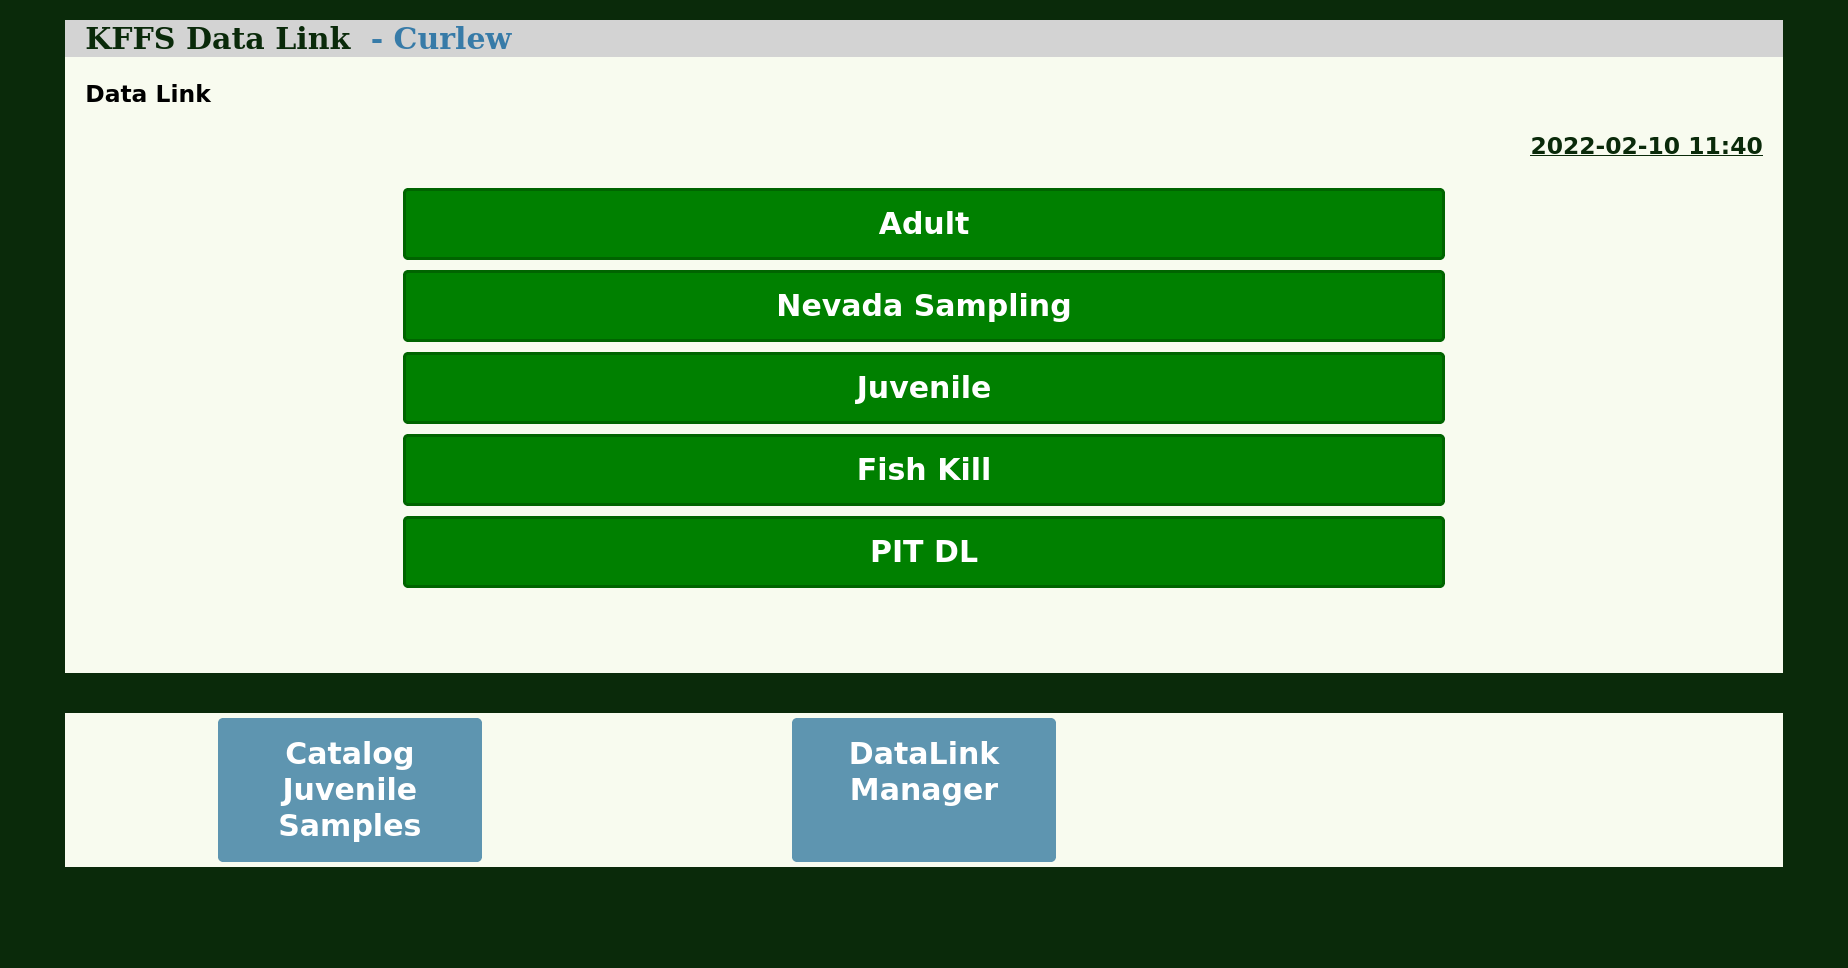 KFFS Data Link - Curlew
Data Link
2022-02-10 11:40
Adult
Nevada Sampling
Juvenile
Fish Kill
PIT DL
Catalog
Juvenile
Samples
DataLink
Manager